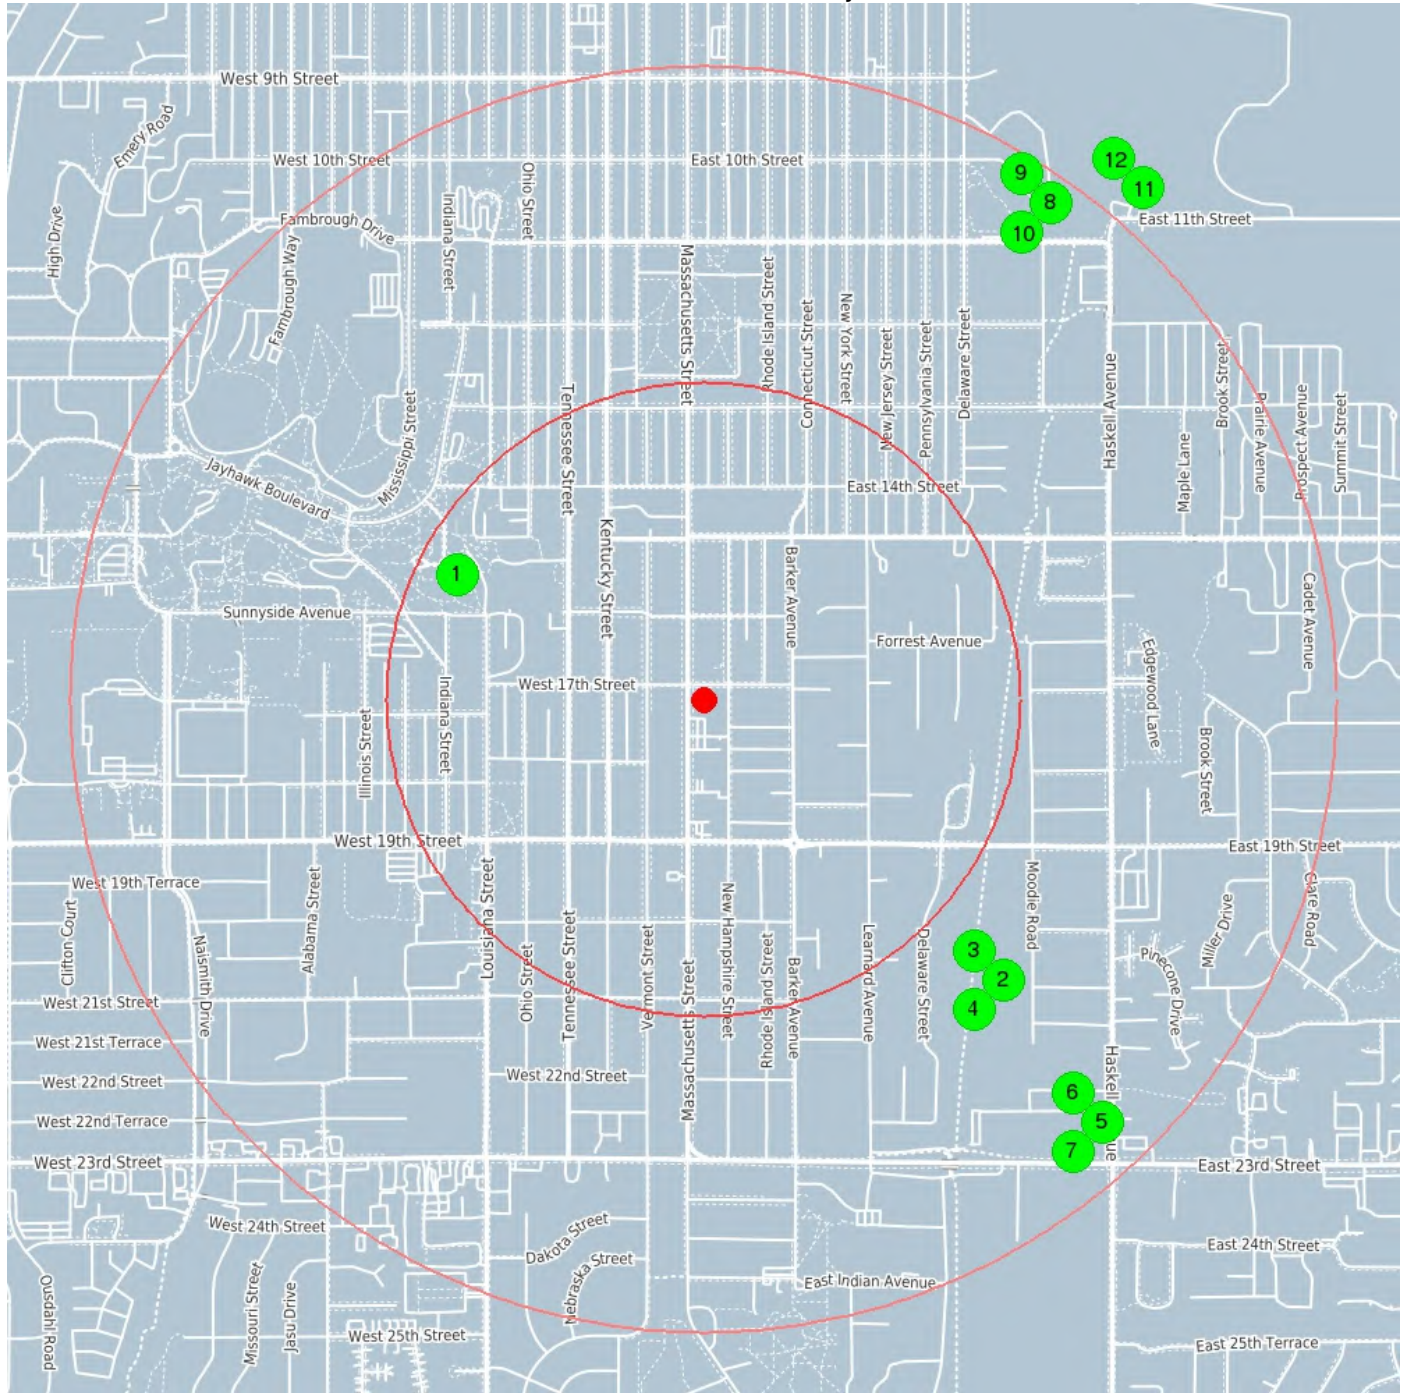 West 9th Street
Emery Road
West 10th Street
East 10th Street
12
9
11
8
Ohio Street
Indiana Street
High Drive
Fambrough Drive
East 11th Street
10
Fambrough Way
Massachusetts Street
Rhode Island Street
Connecticut Street
New York Street
New Jersey Street
Pennsylvania Street
Delaware Street
Haskell Avenue
Brook Street
Prairie Avenue
Prospect Avenue
Summit Street
Maple Lane
Mississippi Street
Tennessee Street
Jayhawk Boulevard
East 14th Street
Kentucky Street
Barker Avenue
1
Cadet Avenue
Sunnyside Avenue
Forrest Avenue
Edgewood Lane
West 17th Street
Indiana Street
Illinois Street
Brook Street
West 19th Street
East 19th Street
West 19th Terrace
Alabama Street
Clifton Court
Louisiana Street
New Hampshire Street
Moodie Road
Miller Drive
Clare Road
Naismith Drive
Ohio Street
Tennessee Street
Vermont Street
Massachusetts Street
Rhode Island Street
Barker Avenue
Learnard Avenue
Delaware Street
3
Pinecone Drive
2
West 21st Street
4
West 21st Terrace
West 22nd Street
West 22nd Street
6
Haskell
West 22nd Terrace
5
7
ue
West 23rd Street
East 23rd Street
West 24th Street
Dakota Street
East 24th Street
Nebraska Street
East Indian Avenue
Ousdahl Road
Missouri Street
Jasu Drive
West 25th Street
East 25th Terrace